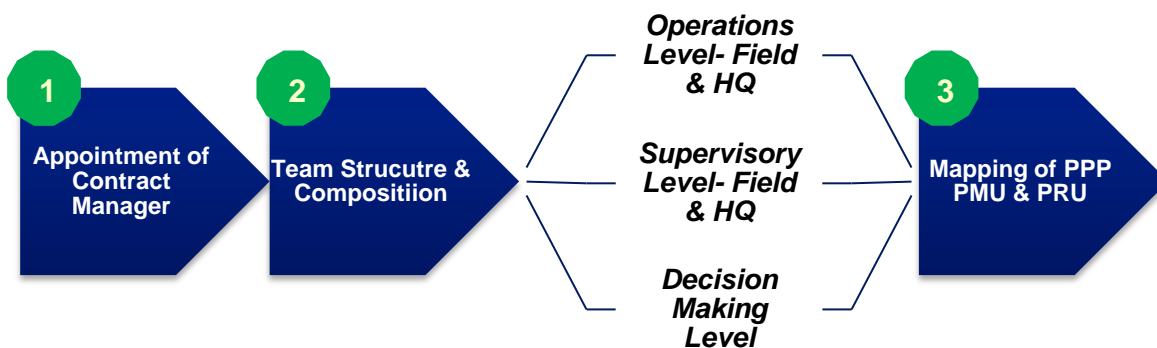 1
Appointment of
Contract
Manager
2
Team Strucutre &
Compositiion
Operations
Level- Field
& HQ
Supervisory
Level- Field
& HQ
Decision
Making
Level
3
Mapping of PPP
PMU & PRU